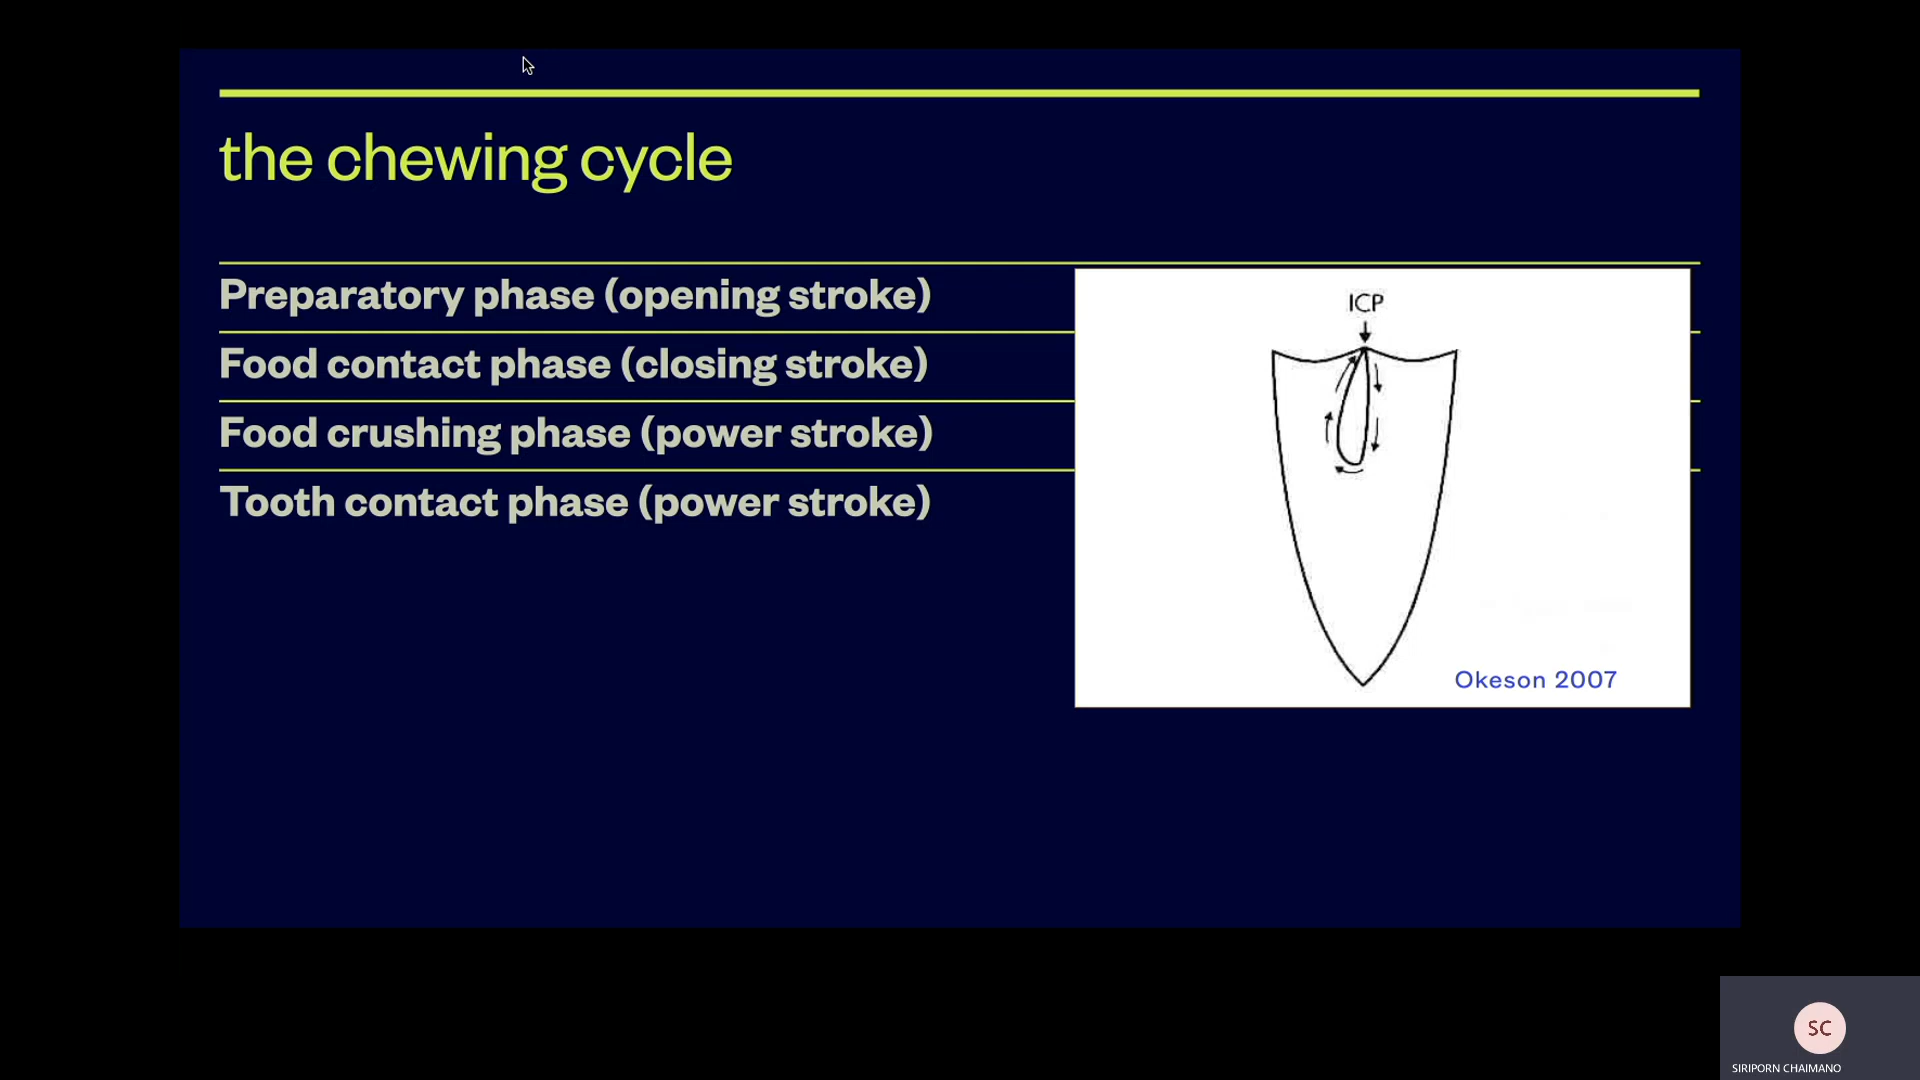 the chewing cycle
Preparatory phase (opening stroke)
Food contact phase (closing stroke)
Food crushing phase (power stroke)
Tooth contact phase (power stroke)
ICP
Okeson 2007
SC
SIRIPORN CHAIMANO